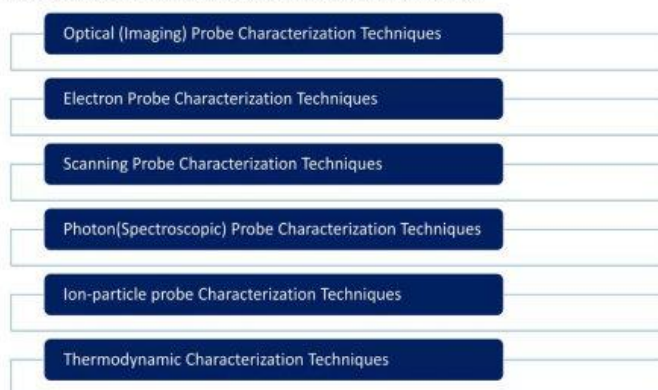 Optical (Imaging) Probe Characterization Techniques
Electron Probe Characterization Techniques
Scanning Probe Characterization Techniques
Photon(Spectroscopic) Probe Characterization Techniques
Ion-particle probe Characterization Techniques
Thermodynamic Characterization Techniques